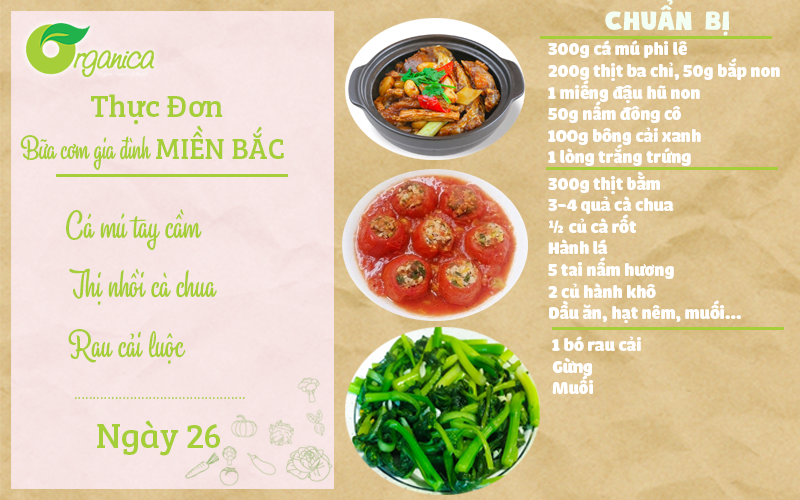 Organica
Thực Đơn
Bữa cơm gia đình MIỀN BẮC
Cá mú tay cầm
Thị nhồi cà chua
Rau cải luộc
Ngày 26
CHUẨN BỊ
300g cá mú phi lê
200g thịt ba chỉ, 50g bắp non
1 miếng đậu hũ non
50g nấm đông cô
100g bông cải xanh
1 lòng trắng trứng
300g thịt bằm
3-4 quả cà chua
½ củ cà rốt
Hành lá
5 tai nấm hương
2 củ hành khô
Dầu ăn, hạt nêm, muối...
1 bó rau cải
Gừng
Muối